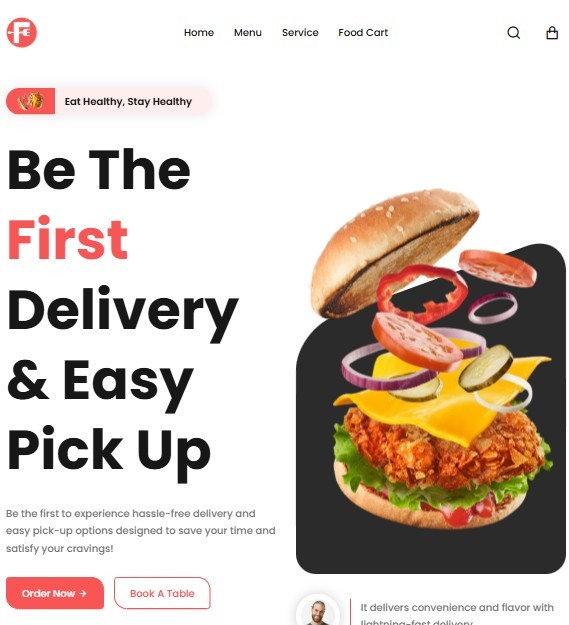 F
Home Menu Service Food Cart
Eat Healthy, Stay Healthy
Be The
First
Delivery
& Easy
Pick Up
Be the first to experience hassle-free delivery and
easy pick-up options designed to save your time and
satisfy your cravings!
Order Now →
Book A Table
It delivers convenience and flavor with
lightning-fast delivery